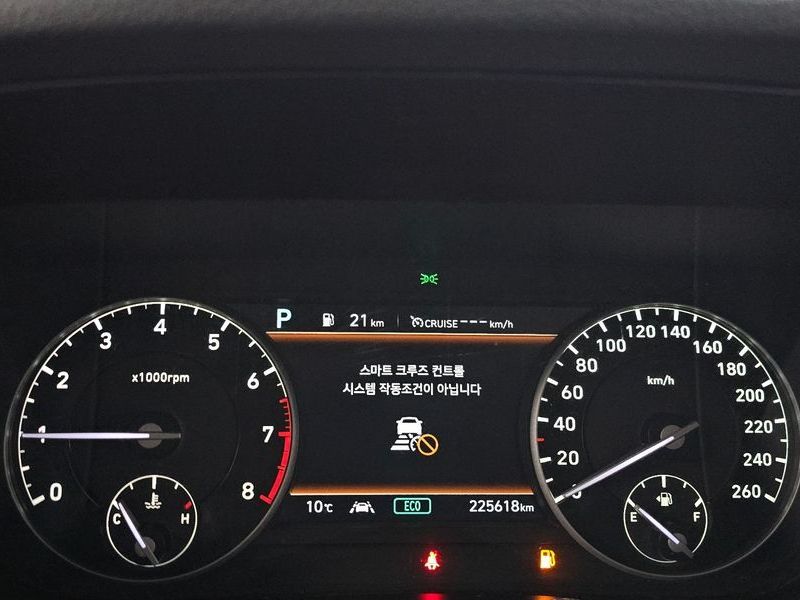 P 21 km CRUISE --- km/h
0 1 2 3 4 5 6 7 8
x1000rpm
C H
스마트 크루즈 컨트롤
시스템 작동조건이 아닙니다
10℃ ECO 225618km
0 20 40 60 80 100 120 140 160 180 200 220 240 260
km/h
E F